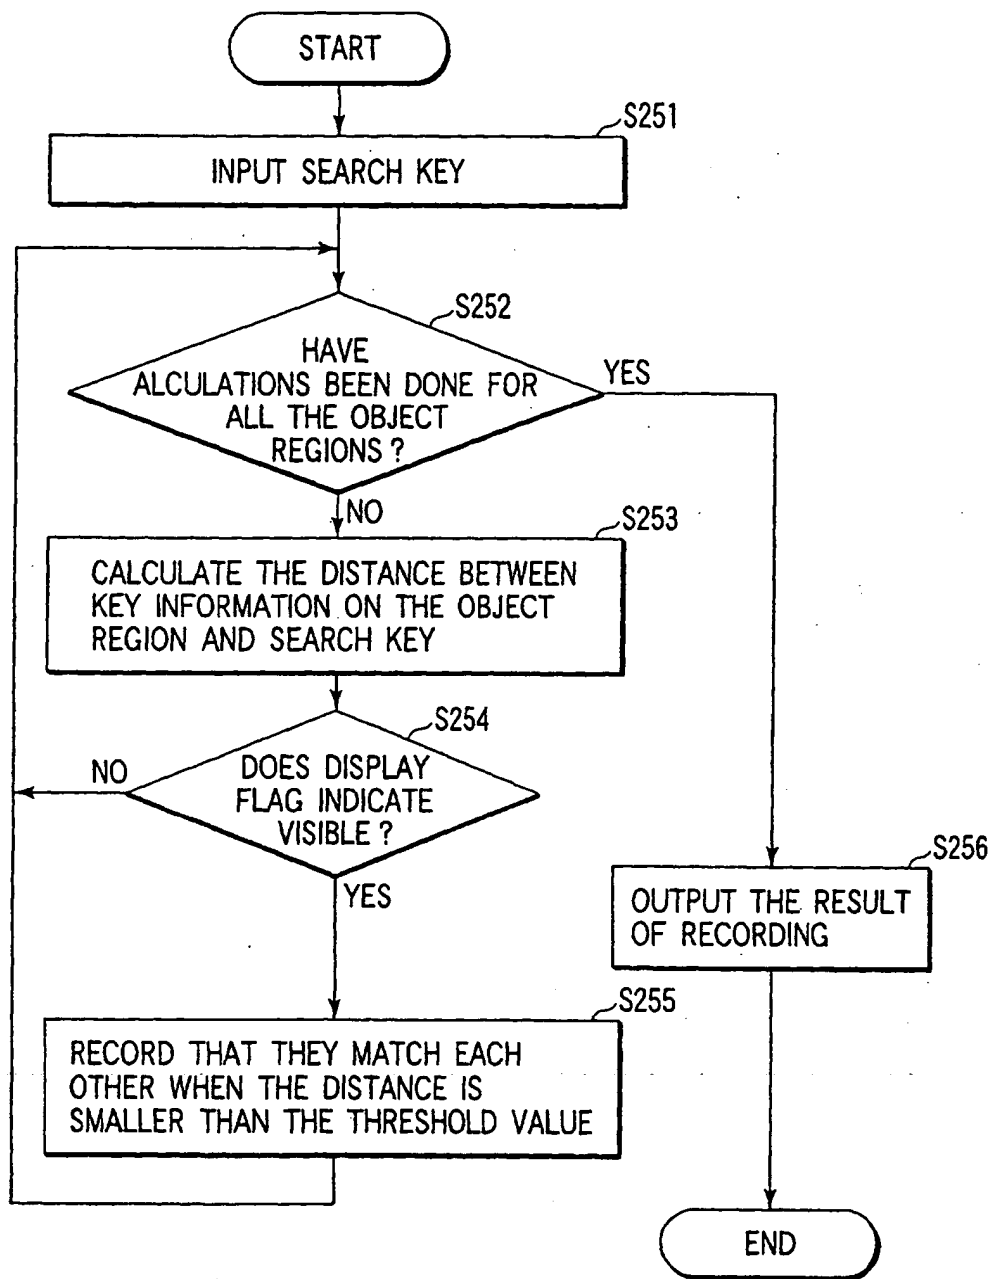 START
S251
INPUT SEARCH KEY
S252
HAVE
ALCULATIONS BEEN DONE FOR
ALL THE OBJECT
REGIONS ?
YES
NO
S253
CALCULATE THE DISTANCE BETWEEN
KEY INFORMATION ON THE OBJECT
REGION AND SEARCH KEY
S254
NO
DOES DISPLAY
FLAG INDICATE
VISIBLE ?
YES
S256
OUTPUT THE RESULT
OF RECORDING
S255
RECORD THAT THEY MATCH EACH
OTHER WHEN THE DISTANCE IS
SMALLER THAN THE THRESHOLD VALUE
END